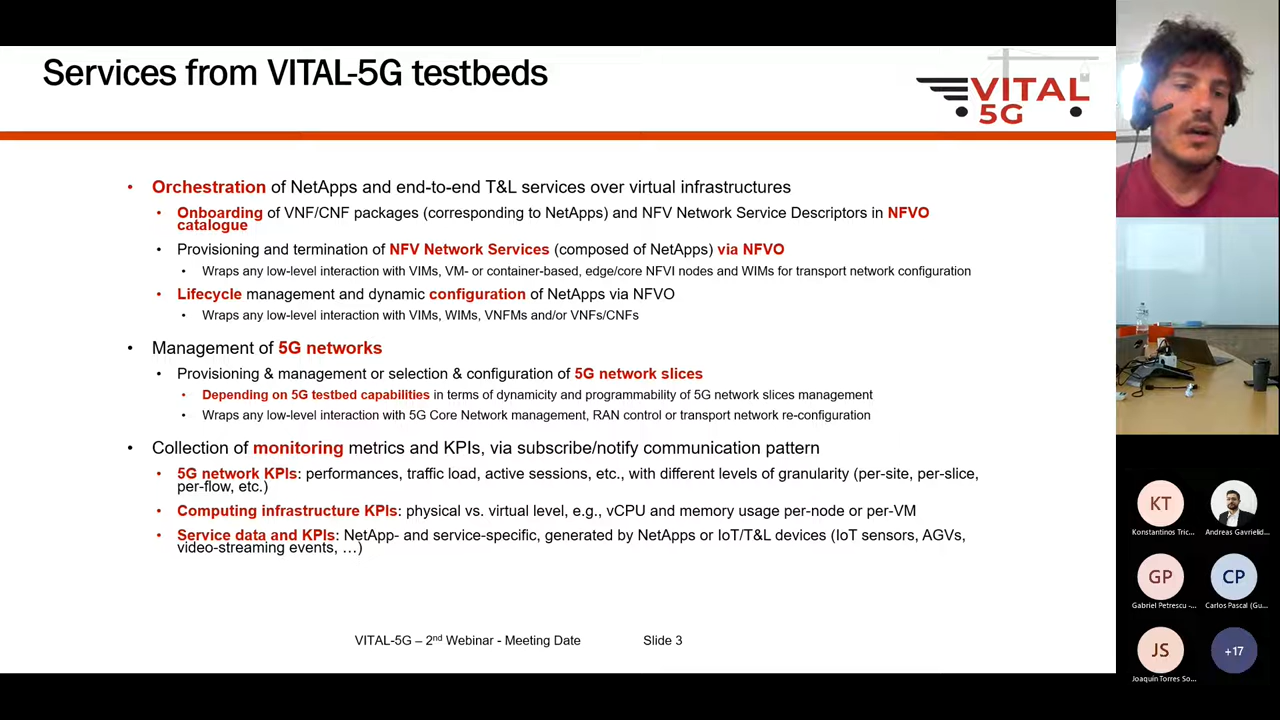 Services from VITAL-5G testbeds
VITAL
5G
• Orchestration of NetApps and end-to-end T&L services over virtual infrastructures
• Onboarding of VNF/CNF packages (corresponding to NetApps) and NFV Network Service Descriptors in NFVO
catalogue
• Provisioning and termination of NFV Network Services (composed of NetApps) via NFVO
• Wraps any low-level interaction with VIMs, VM- or container-based, edge/core NFVI nodes and WIMs for transport network configuration
• Lifecycle management and dynamic configuration of NetApps via NFVO
• Wraps any low-level interaction with VIMs, WIMs, VNFMs and/or VNFs/CNFs
• Management of 5G networks
• Provisioning & management or selection & configuration of 5G network slices
• Depending on 5G testbed capabilities in terms of dynamicity and programmability of 5G network slices management
• Wraps any low-level interaction with 5G Core Network management, RAN control or transport network re-configuration
• Collection of monitoring metrics and KPIs, via subscribe/notify communication pattern
• 5G network KPIs: performances, traffic load, active sessions, etc., with different levels of granularity (per-site, per-slice,
per-flow, etc.)
• Computing infrastructure KPIs: physical vs. virtual level, e.g., vCPU and memory usage per-node or per-VM
• Service data and KPIs: NetApp- and service-specific, generated by NetApps or IoT/T&L devices (IoT sensors, AGVs,
video-streaming events, …)
VITAL-5G – 2nd Webinar - Meeting Date
Slide 3
KT
Konstantinos Tric...
Andreas Gavrielid...
GP
Gabriel Petrescu -...
CP
Carlos Pascal (Gu...
JS
Joaquín Torres So...
+17